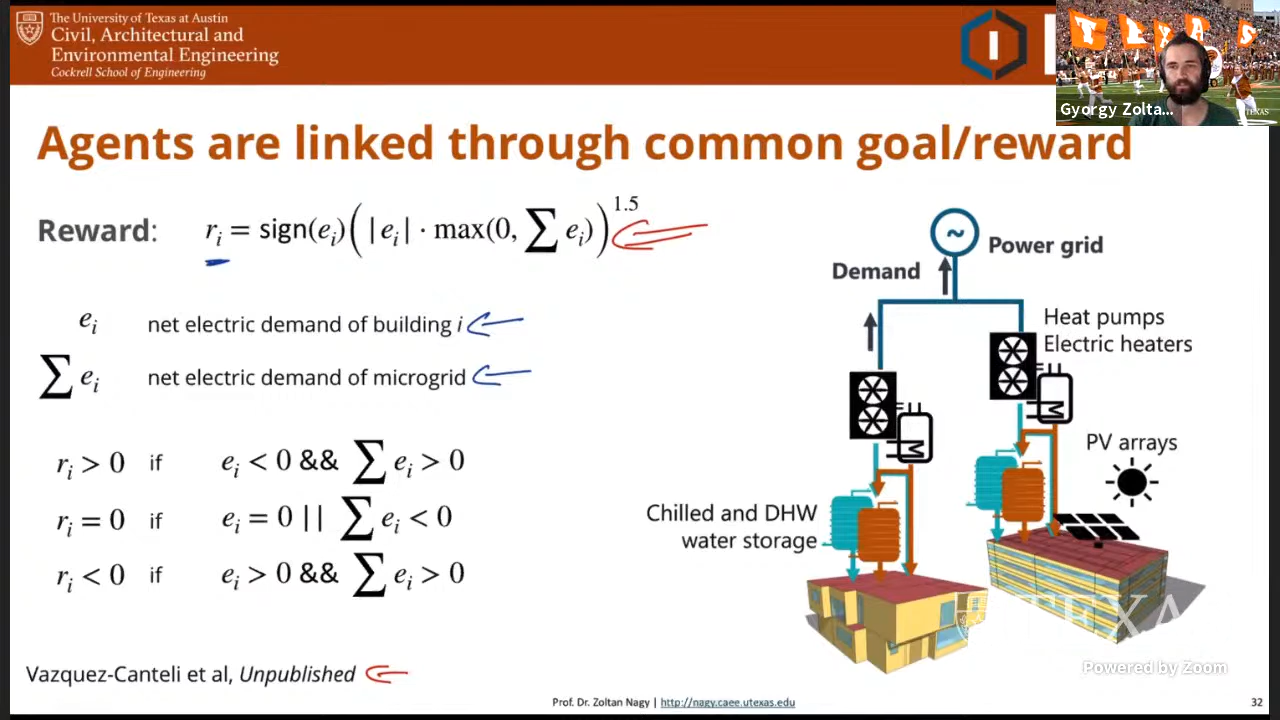 The University of Texas at Austin
Civil, Architectural and
Environmental Engineering
Cockrell School of Engineering
TEXAS
Gyorgy Zolta...
Agents are linked through common goal/reward
Reward: r_i = sign(e_i)(|e_i| · max(0, ∑ e_i))^1.5
e_i net electric demand of building i
∑ e_i net electric demand of microgrid
r_i > 0 if e_i < 0 && ∑ e_i > 0
r_i = 0 if e_i = 0 || ∑ e_i < 0
r_i < 0 if e_i > 0 && ∑ e_i > 0
~
Power grid
Demand
Heat pumps
Electric heaters
PV arrays
Chilled and DHW
water storage
TEXA
Powered by Zoom
Vazquez-Canteli et al, Unpublished
Prof. Dr. Zoltan Nagy | http://nagy.caee.utexas.edu
32